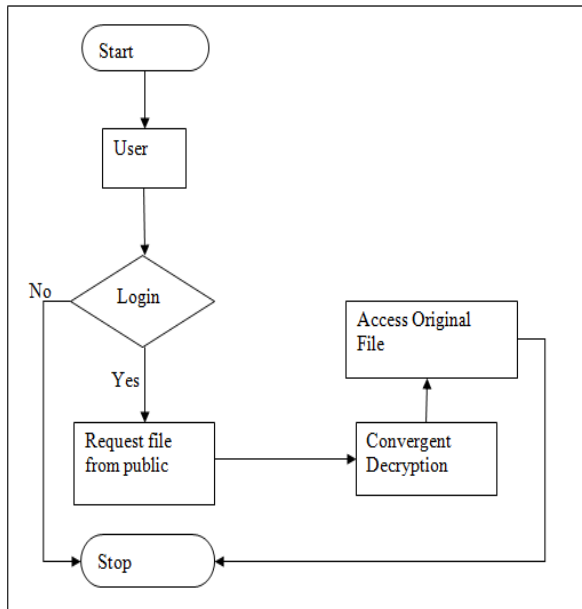 Start
User
No
Login
Yes
Access Original
File
Request file
from public
Convergent
Decryption
Stop